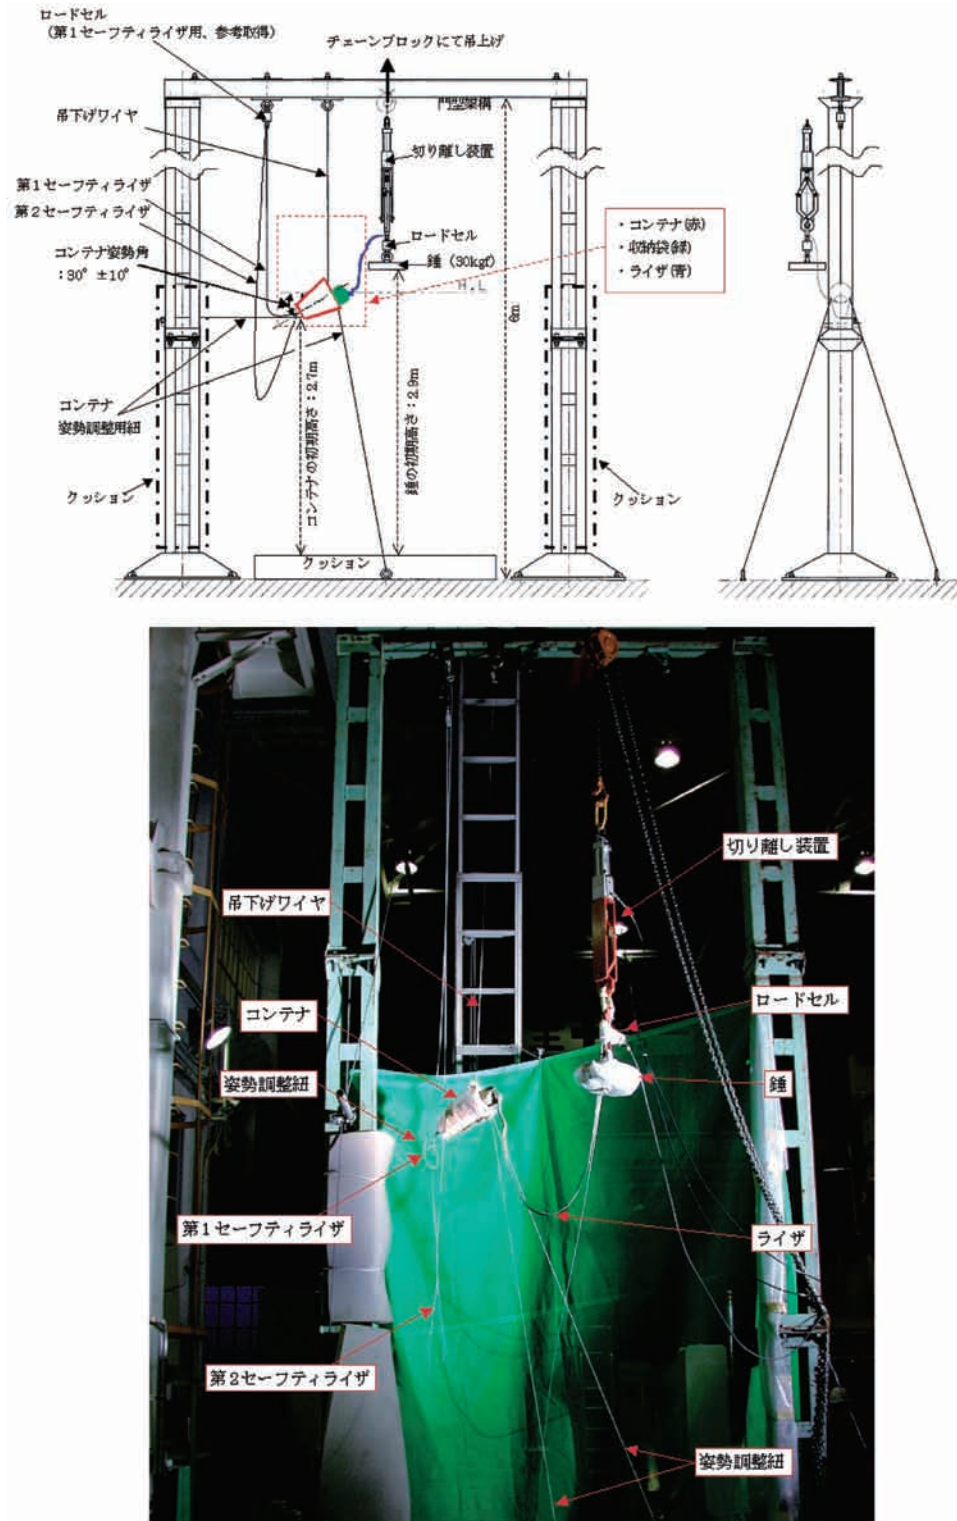 ロードセル
(第1セーフティライザ用、参考取得)
チェーンブロックにて吊上げ
吊下げワイヤ
門型架構
切り離し装置
第1セーフティライザ
第2セーフティライザ
コンテナ姿勢角
:30°±10°
ロードセル
錘 (30kgf)
H.L
・コンテナ(赤)
・収納袋(緑)
・ライザ(青)
6m
コンテナの初期高さ:2.7m
錘の初期高さ:2.9m
コンテナ
姿勢調整用紐
クッション
クッション
クッション
切り離し装置
吊下げワイヤ
コンテナ
ロードセル
姿勢調整紐
錘
第1セーフティライザ
ライザ
第2セーフティライザ
姿勢調整紐